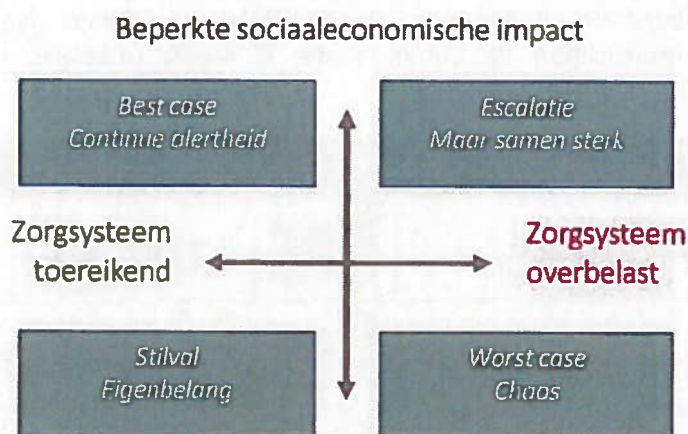 Beperkte sociaaleconomische impact
Best case
Continue alertheid
Escalatie
Maar samen sterk
Zorgsysteem
toereikend
Zorgsysteem
overbelast
Stilval
Eigenbelang
Worst case
Chaos